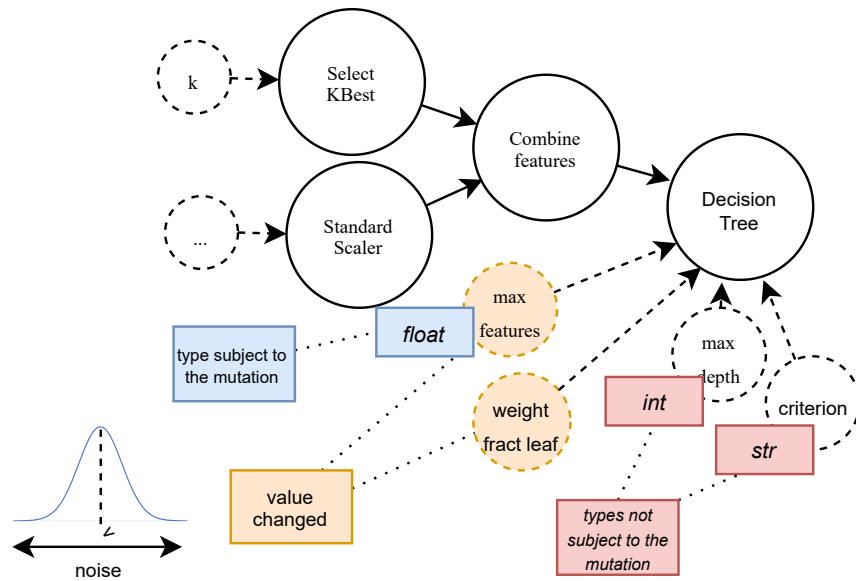 k
Select
KBest
Combine
features
Decision
Tree
...
Standard
Scaler
max
features
float
type subject to
the mutation
max
depth
int
weight
fract leaf
criterion
str
value
changed
types not
subject to the
mutation
noise